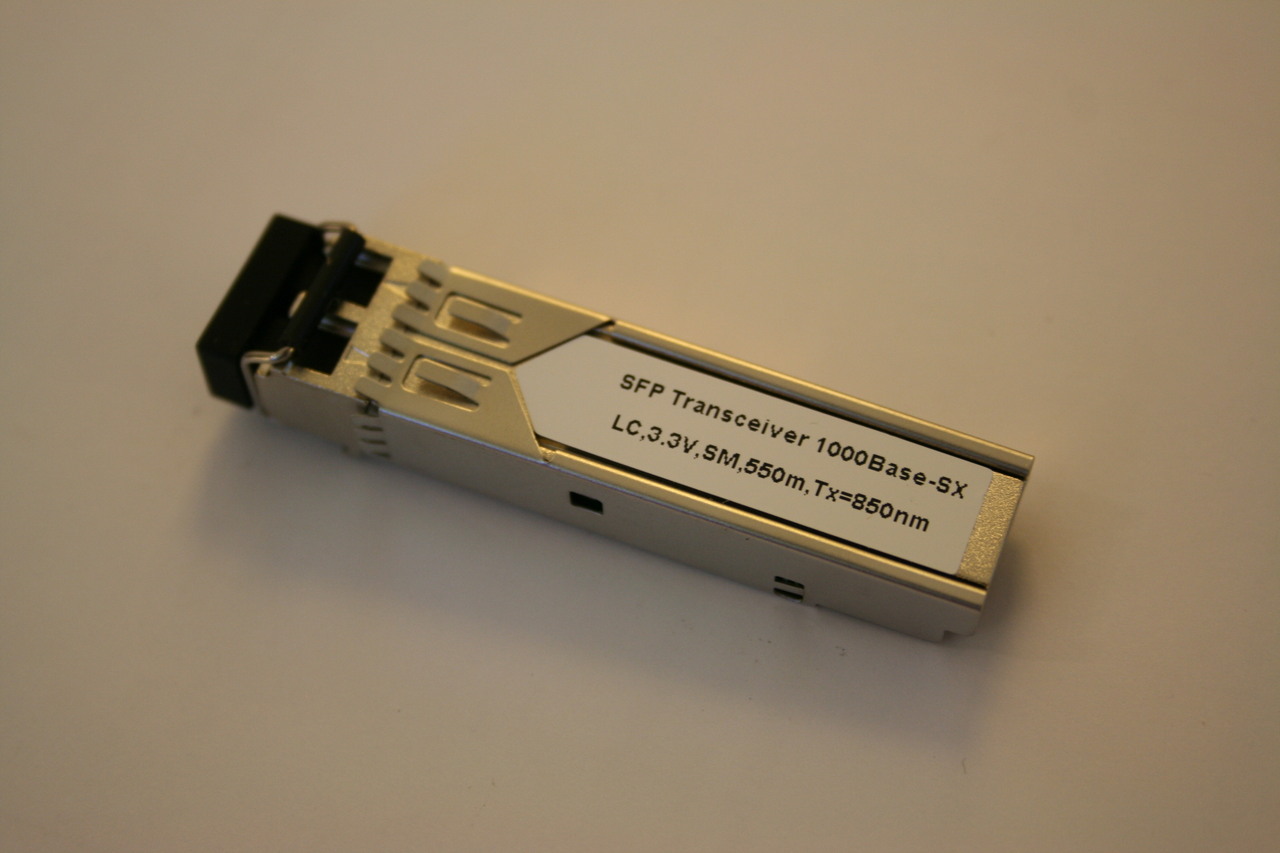 SFP Transceiver 1000Base-SX
LC,3.3V,SM,550m,Tx=850nm